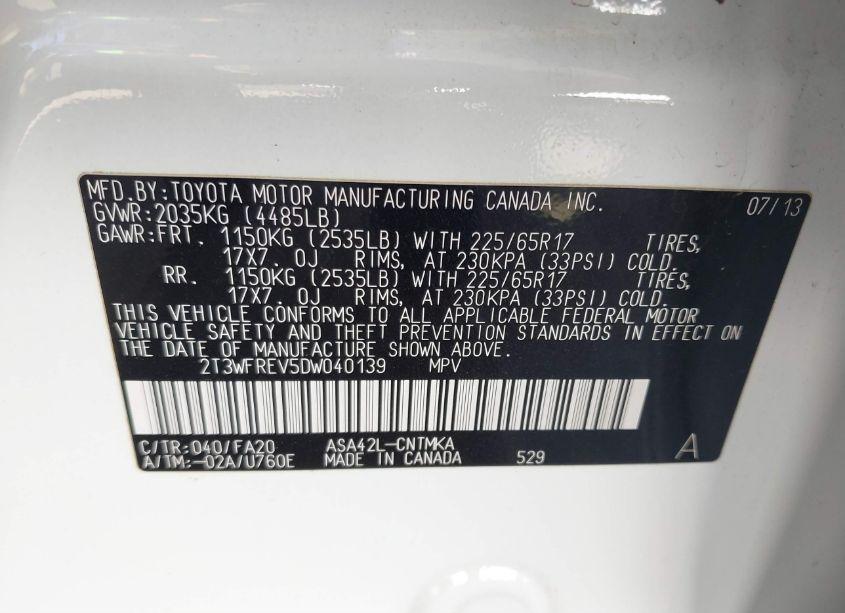 MFD.BY:TOYOTA MOTOR MANUFACTURING CANADA INC. 07/13
GVWR:2035KG (4485LB)
GAWR:FRT. 1150KG (2535LB) WITH 225/65R17 TIRES,
17X7. 0J RIMS, AT 230KPA (33PSI) COLD.
RR. 1150KG (2535LB) WITH 225/65R17 TIRES,
17X7. 0J RIMS, AT 230KPA (33PSI) COLD.
THIS VEHICLE CONFORMS TO ALL APPLICABLE FEDERAL MOTOR
VEHICLE SAFETY AND THEFT PREVENTION STANDARDS IN EFFECT ON
THE DATE OF MANUFACTURE SHOWN ABOVE.
2T3WFREV5DW040139 MPV
C/TR:040/FA20 ASA42L-CNTMKA
A/TM:-02A/U760E MADE IN CANADA 529 A